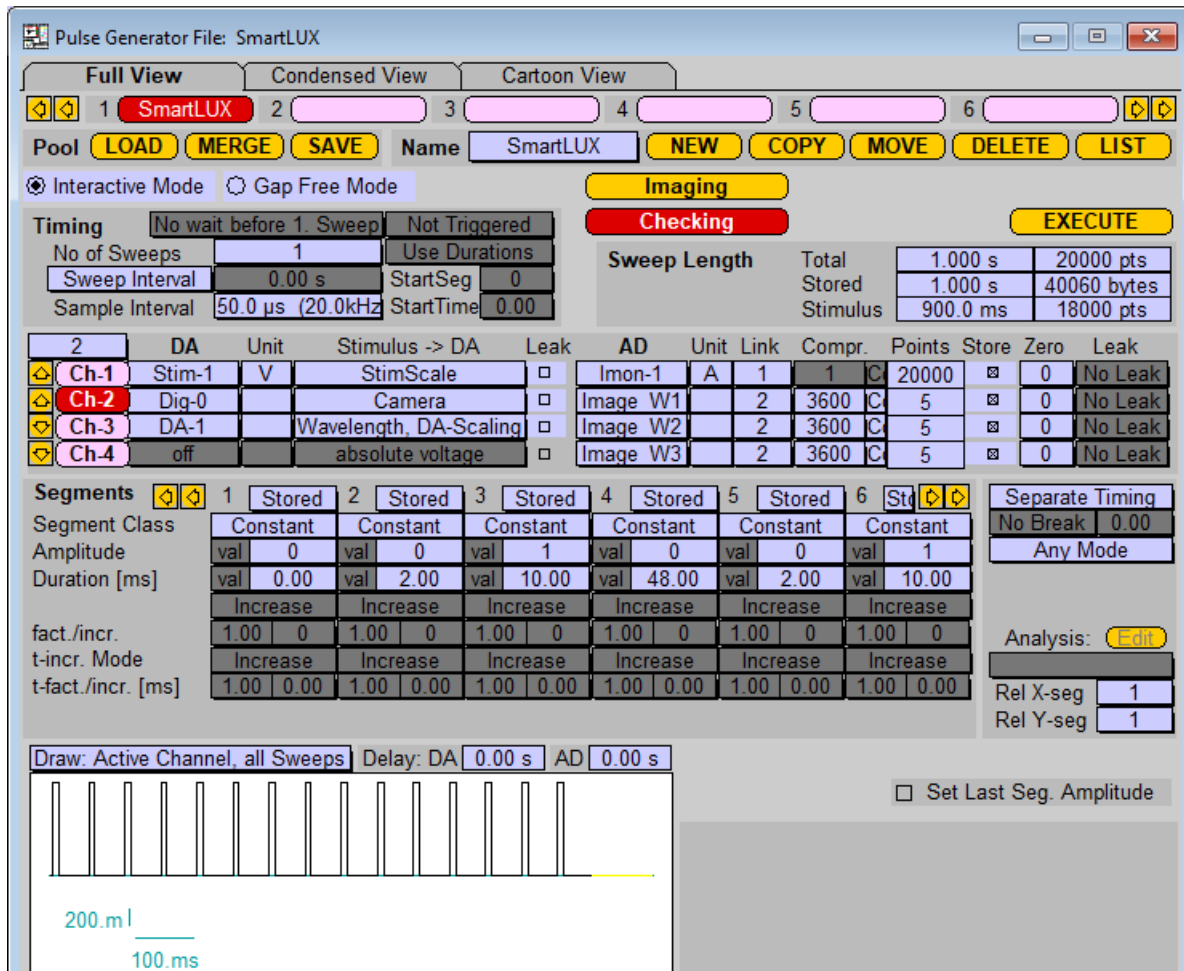 Pulse Generator File: SmartLUX
Full View Condensed View Cartoon View
1 SmartLUX 2 3 4 5 6
Pool LOAD MERGE SAVE Name SmartLUX NEW COPY MOVE DELETE LIST
Interactive Mode Gap Free Mode Imaging
Timing No wait before 1. Sweep Not Triggered Checking EXECUTE
No of Sweeps 1 Use Durations Sweep Length Total 1.000 s 20000 pts
Sweep Interval 0.00 s StartSeg 0 Stored 1.000 s 40060 bytes
Sample Interval 50.0 µs (20.0kHz StartTime 0.00 Stimulus 900.0 ms 18000 pts
2 DA Unit Stimulus -> DA Leak AD Unit Link Compr. Points Store Zero Leak
Ch-1 Stim-1 V StimScale Imon-1 A 1 1 C 20000 0 No Leak
Ch-2 Dig-0 Camera Image W1 2 3600 C 5 0 No Leak
Ch-3 DA-1 Wavelength, DA-Scaling Image W2 2 3600 C 5 0 No Leak
Ch-4 off absolute voltage Image W3 2 3600 C 5 0 No Leak
Segments 1 Stored 2 Stored 3 Stored 4 Stored 5 Stored 6 Sto Separate Timing
Segment Class Constant Constant Constant Constant Constant Constant No Break 0.00
Amplitude val 0 val 0 val 1 val 0 val 0 val 1 Any Mode
Duration [ms] val 0.00 val 2.00 val 10.00 val 48.00 val 2.00 val 10.00
Increase Increase Increase Increase Increase Increase
fact./incr. 1.00 0 1.00 0 1.00 0 1.00 0 1.00 0 1.00 0 Analysis: Edit
t-incr. Mode Increase Increase Increase Increase Increase Increase
t-fact./incr. [ms] 1.00 0.00 1.00 0.00 1.00 0.00 1.00 0.00 1.00 0.00 1.00 0.00 Rel X-seg 1
Rel Y-seg 1
Draw: Active Channel, all Sweeps Delay: DA 0.00 s AD 0.00 s
Set Last Seg. Amplitude
200.m
100.ms